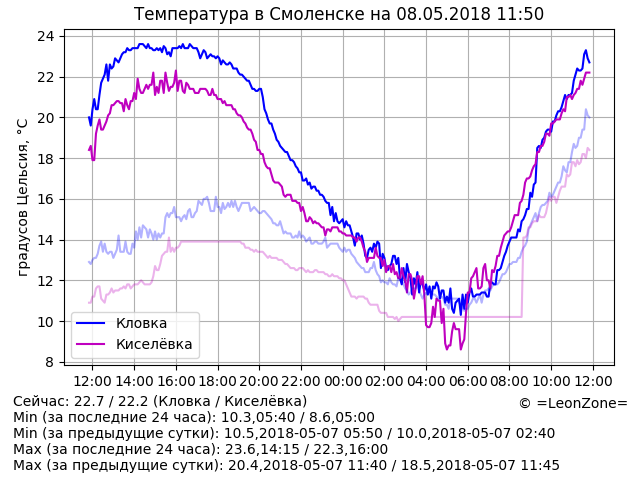 Температура в Смоленске на 08.05.2018 11:50
градусов Цельсия, °C
24
22
20
18
16
14
12
10
8
Кловка
Киселёвка
12:00 14:00 16:00 18:00 20:00 22:00 00:00 02:00 04:00 06:00 08:00 10:00 12:00
Сейчас: 22.7 / 22.2 (Кловка / Киселёвка)
© =LeonZone=
Min (за последние 24 часа): 10.3,05:40 / 8.6,05:00
Min (за предыдущие сутки): 10.5,2018-05-07 05:50 / 10.0,2018-05-07 02:40
Max (за последние 24 часа): 23.6,14:15 / 22.3,16:00
Max (за предыдущие сутки): 20.4,2018-05-07 11:40 / 18.5,2018-05-07 11:45